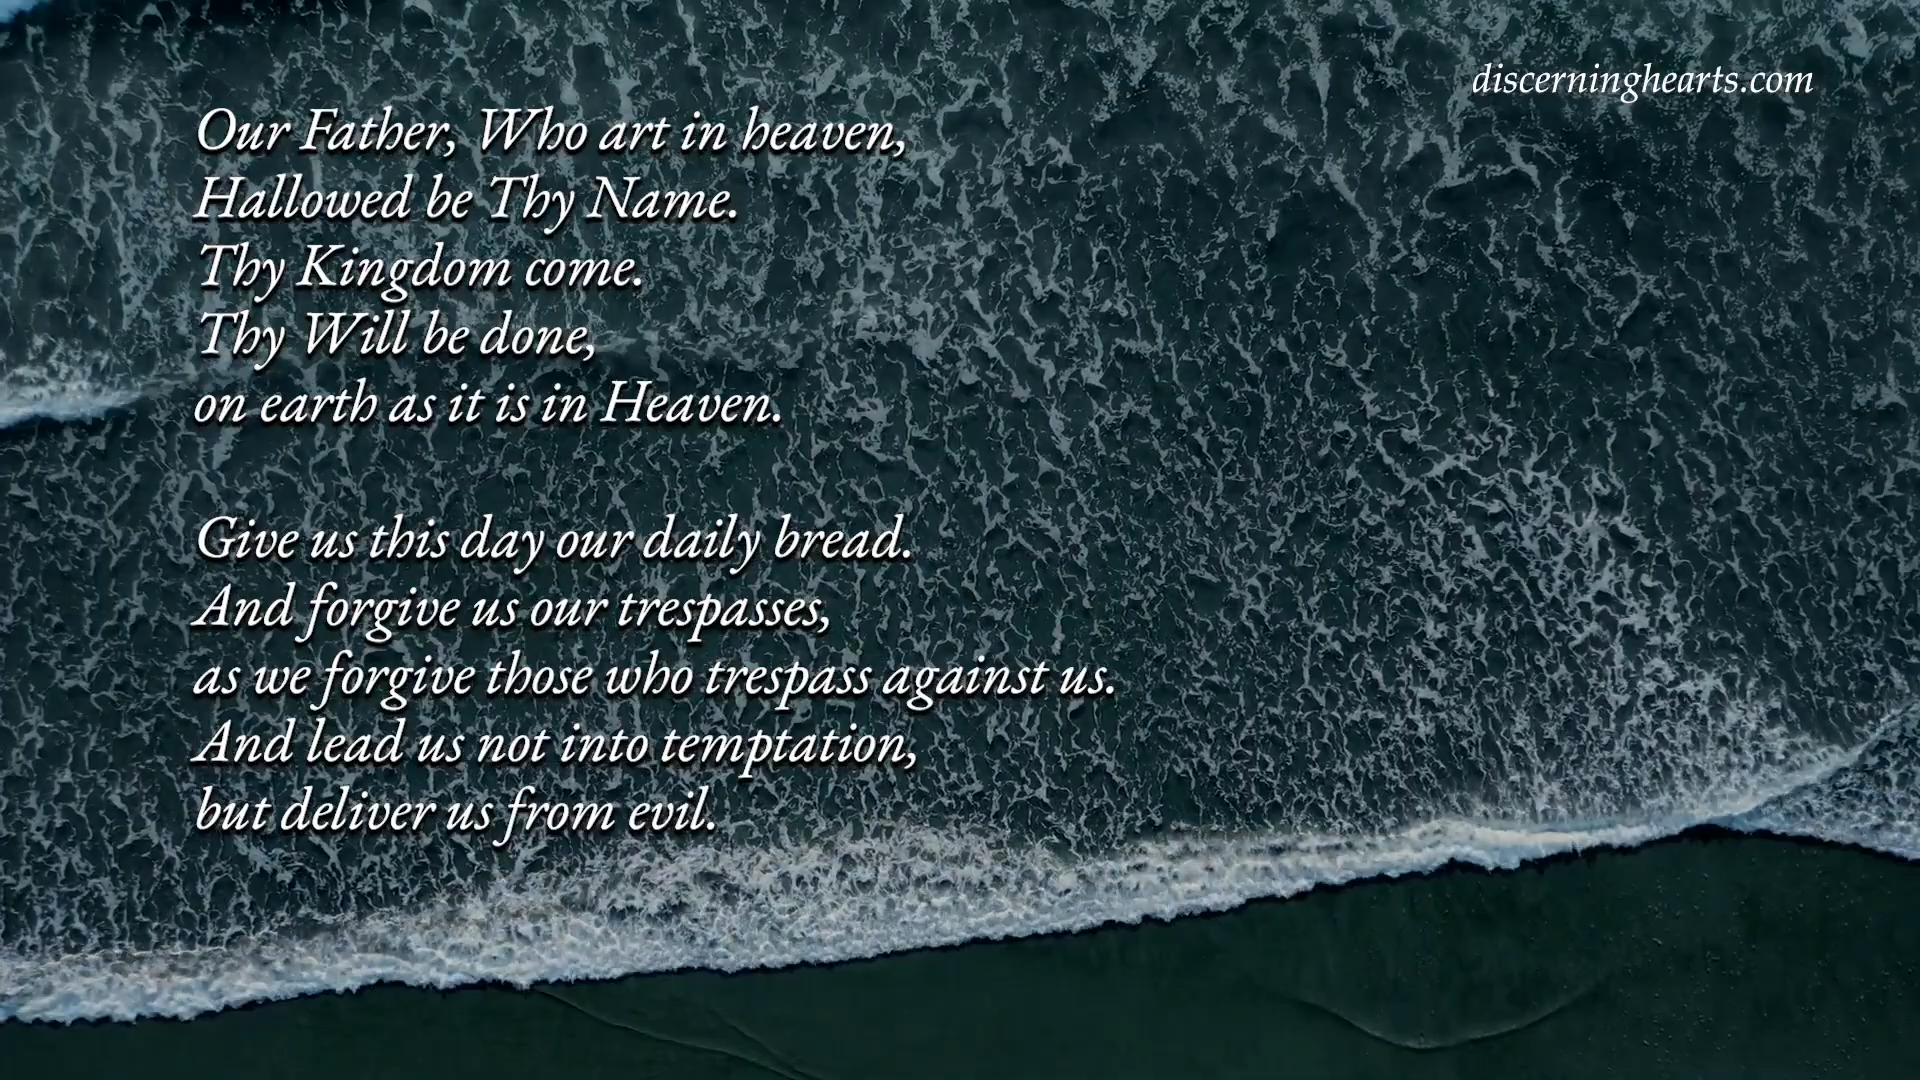 discerninghearts.com
Our Father, Who art in heaven,
Hallowed be Thy Name.
Thy Kingdom come.
Thy Will be done,
on earth as it is in Heaven.
Give us this day our daily bread.
And forgive us our trespasses,
as we forgive those who trespass against us.
And lead us not into temptation,
but deliver us from evil.